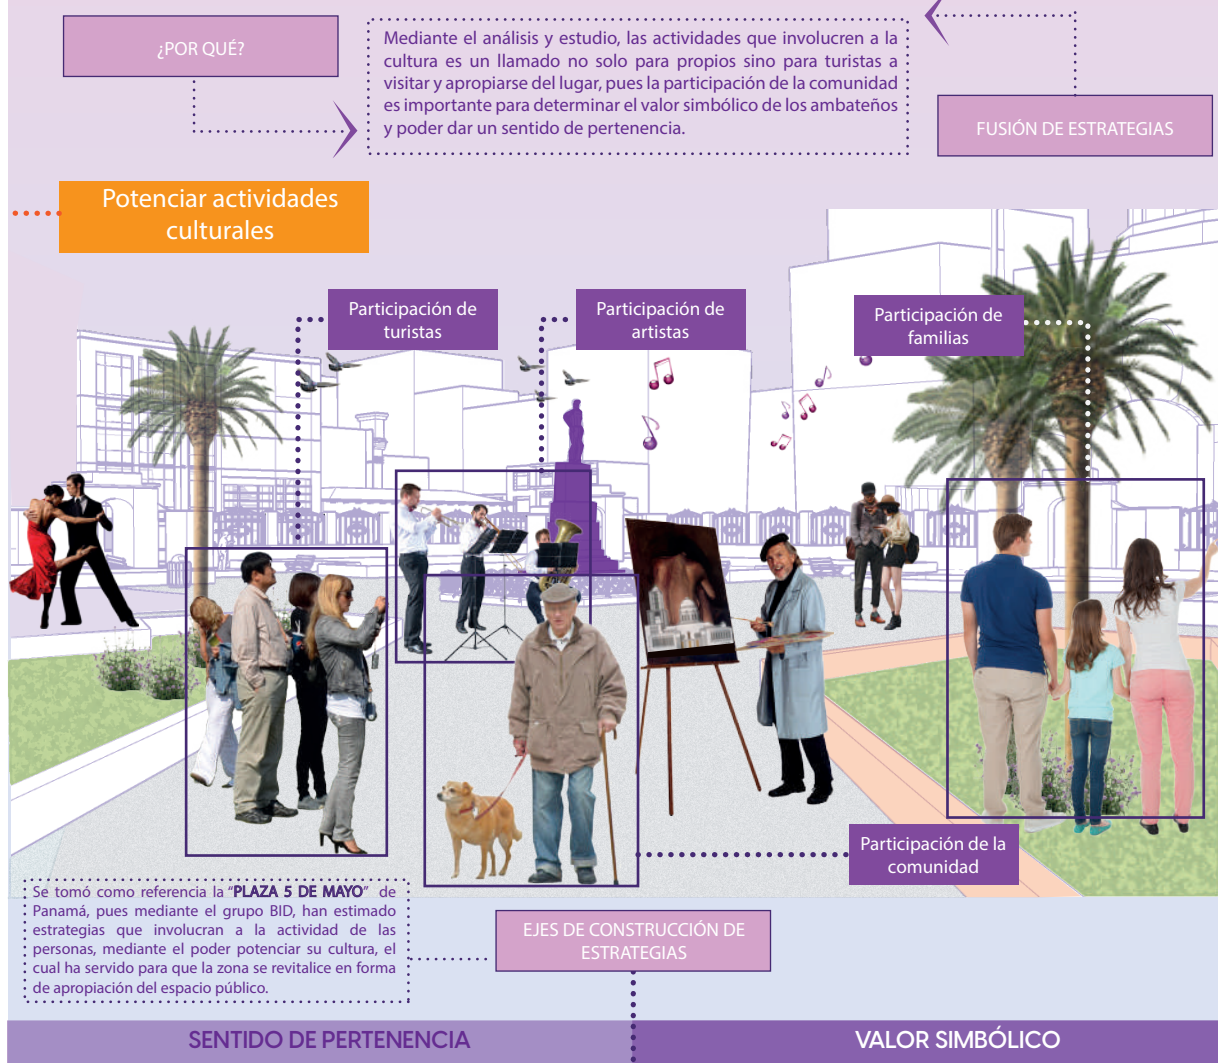 ¿POR QUÉ?
Mediante el análisis y estudio, las actividades que involucren a la
cultura es un llamado no solo para propios sino para turistas a
visitar y apropiarse del lugar, pues la participación de la comunidad
es importante para determinar el valor simbólico de los ambateños
y poder dar un sentido de pertenencia.
FUSIÓN DE ESTRATEGIAS
Potenciar actividades
culturales
Participación de
turistas
Participación de
artistas
Participación de
familias
Participación de la
comunidad
Se tomó como referencia la "PLAZA 5 DE MAYO" de
Panamá, pues mediante el grupo BID, han estimado
estrategias que involucran a la actividad de las
personas, mediante el poder potenciar su cultura, el
cual ha servido para que la zona se revitalice en forma
de apropiación del espacio público.
EJES DE CONSTRUCCIÓN DE
ESTRATEGIAS
SENTIDO DE PERTENENCIA
VALOR SIMBÓLICO